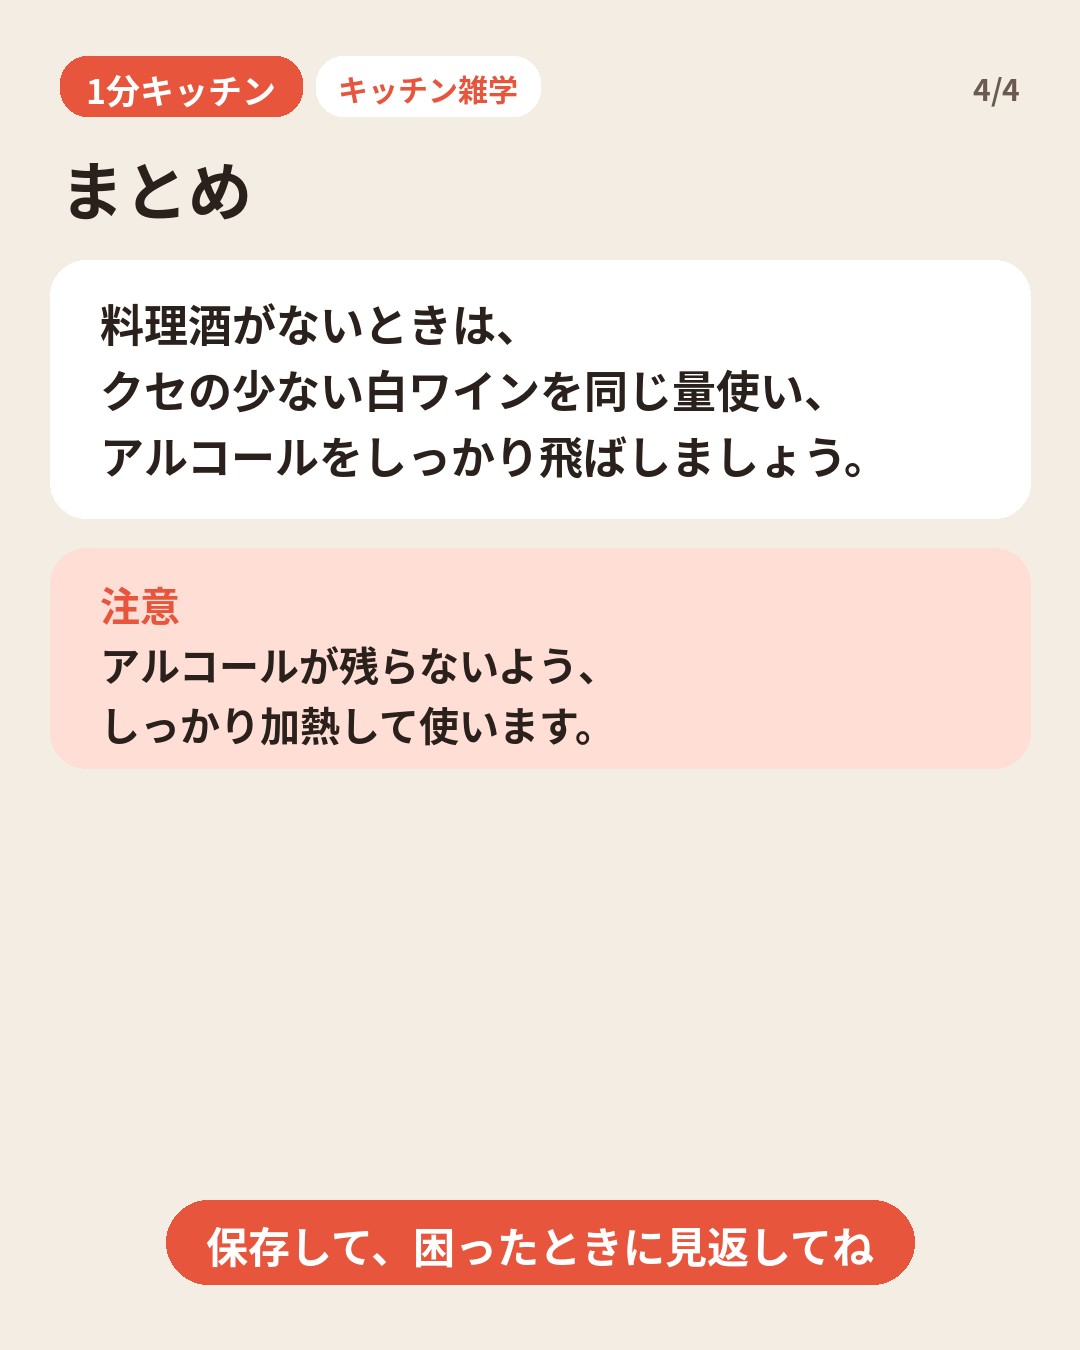 1分キッチン
キッチン雑学
4/4
まとめ
料理酒がないときは、
クセの少ない白ワインを同じ量使い、
アルコールをしっかり飛ばしましょう。
注意
アルコールが残らないよう、
しっかり加熱して使います。
保存して、困ったときに見返してね